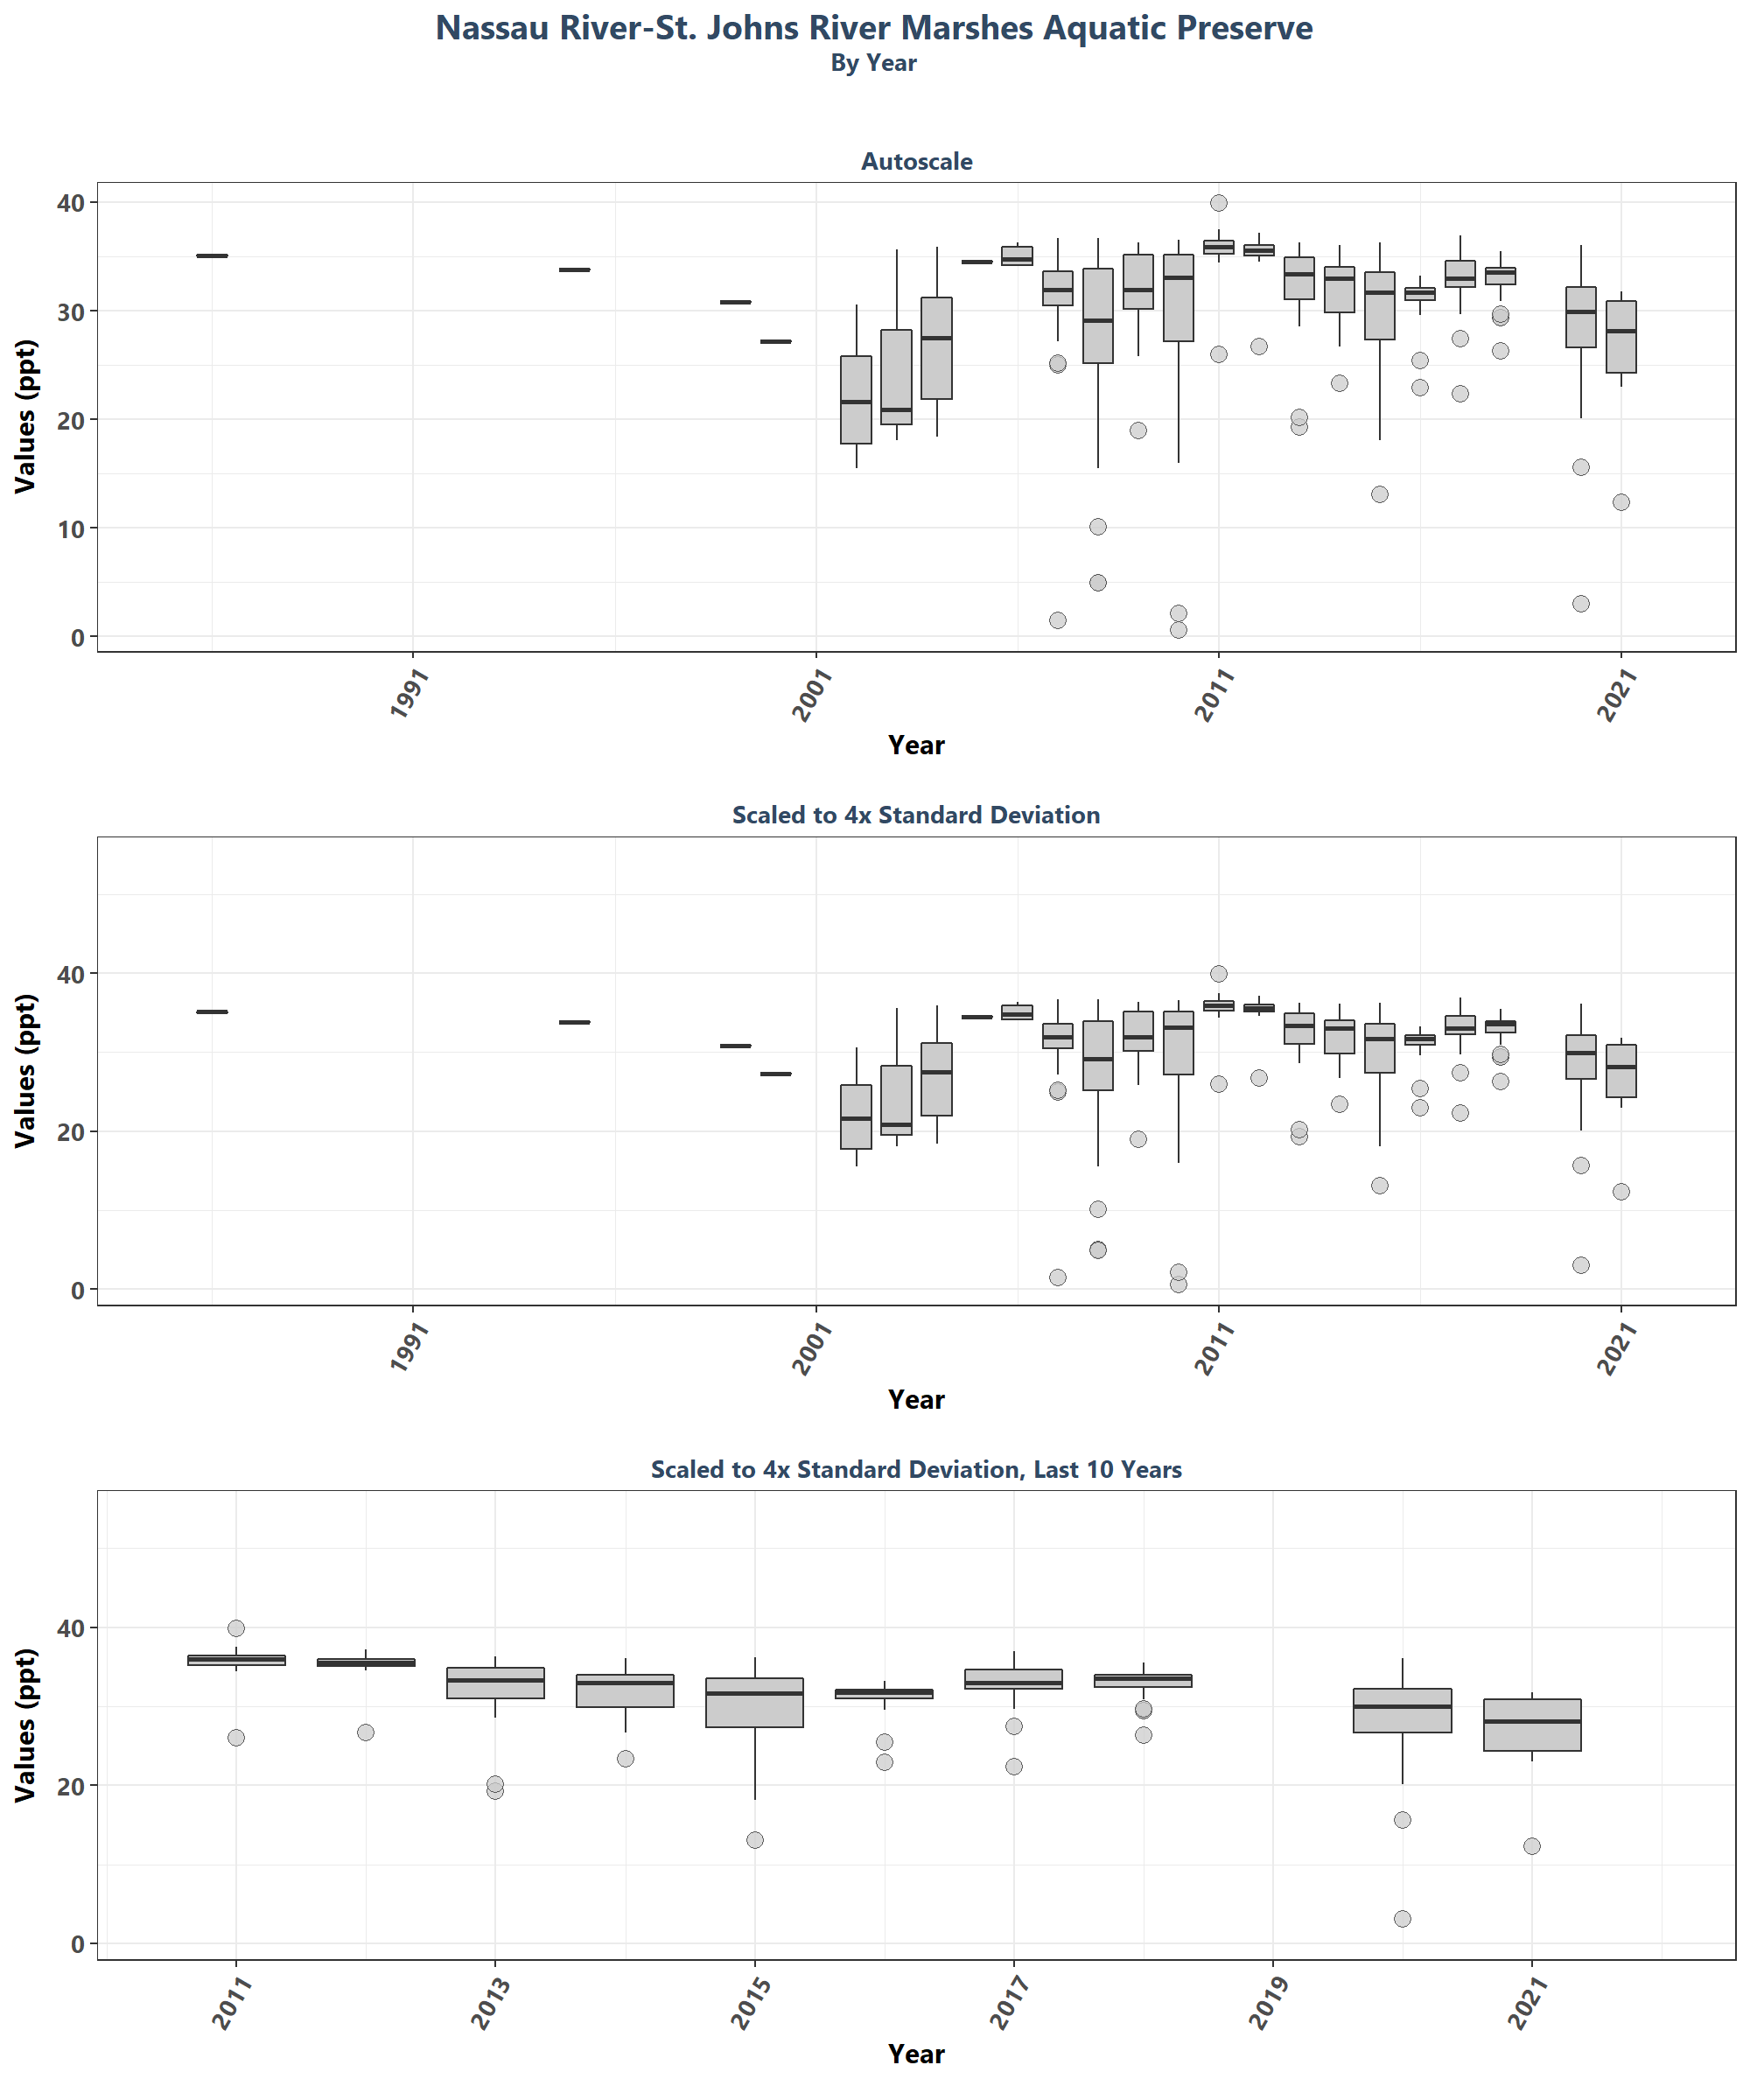 Nassau River-St. Johns River Marshes Aquatic Preserve
By Year
Autoscale
Values (ppt)
40
30
20
10
0
1991
2001
2011
2021
Year
Scaled to 4x Standard Deviation
Values (ppt)
40
20
0
1991
2001
2011
2021
Year
Scaled to 4x Standard Deviation, Last 10 Years
Values (ppt)
40
20
0
2011
2013
2015
2017
2019
2021
Year